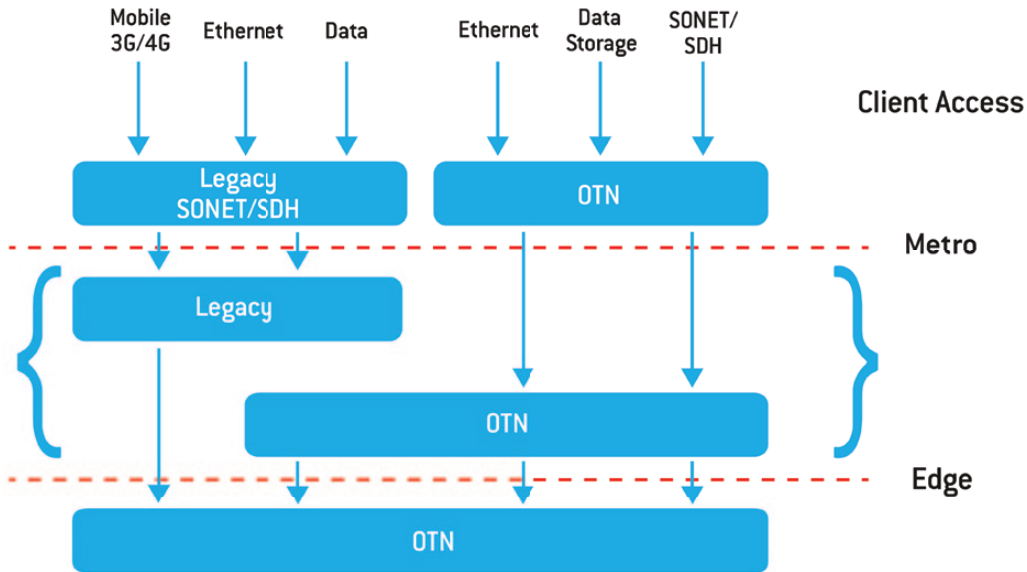 Mobile
3G/4G
Ethernet
Data
Ethernet
Data
Storage
SONET/
SDH
Client Access
Legacy
SONET/SDH
OTN
Metro
Legacy
OTN
Edge
OTN